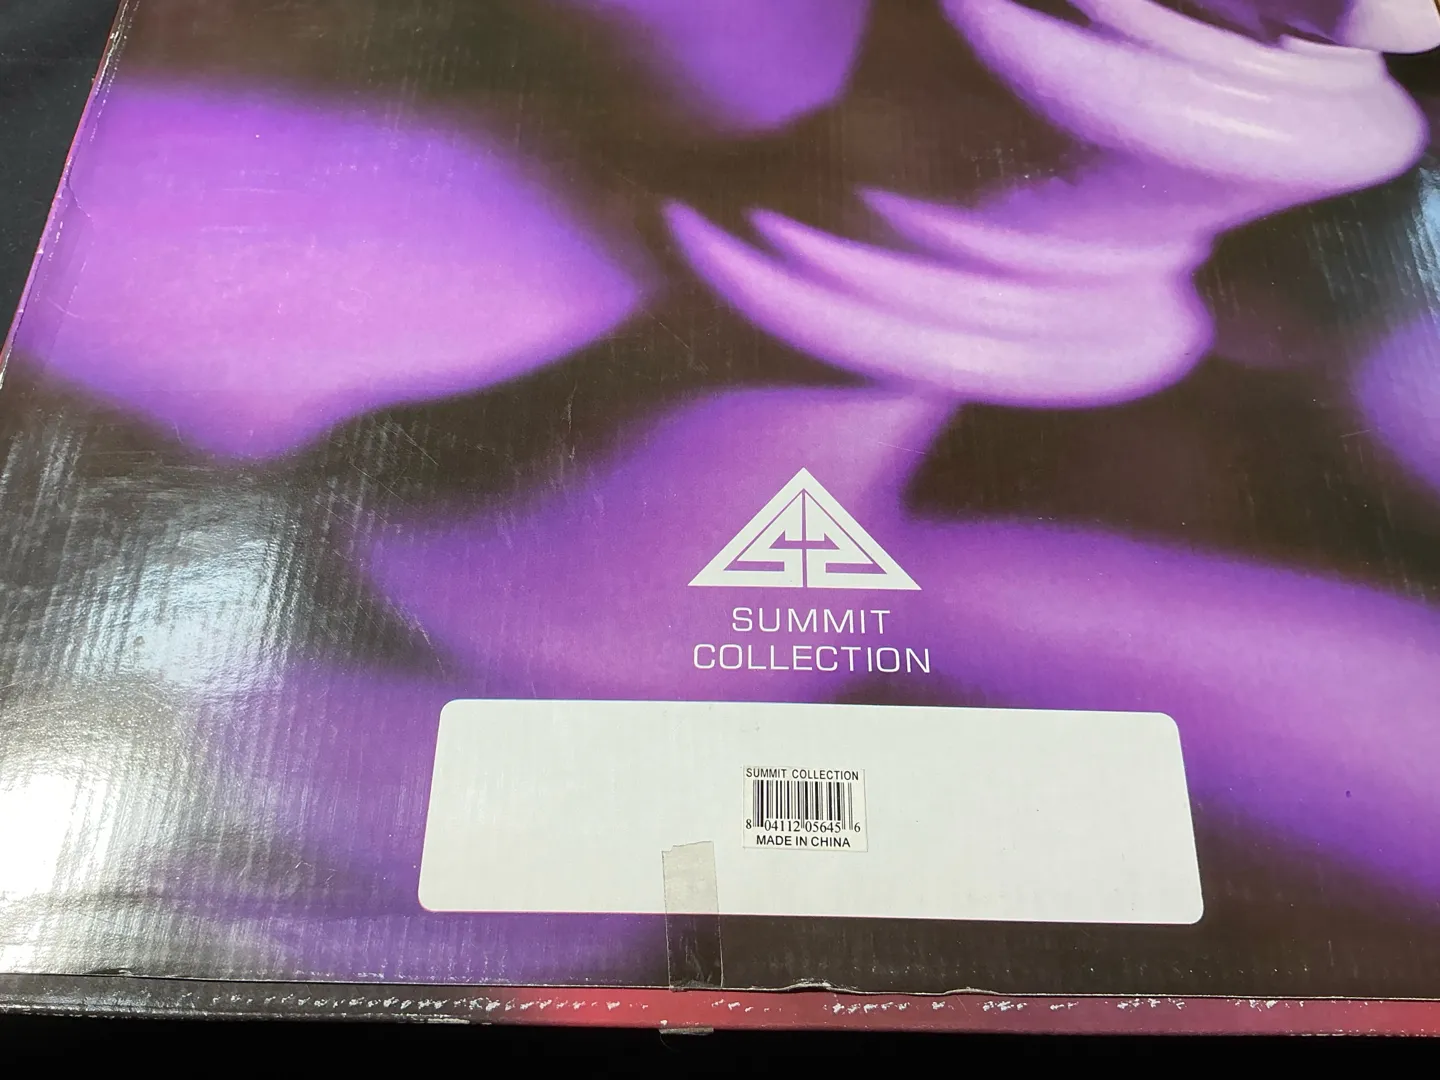 SUMMIT
COLLECTION
SUMMIT COLLECTION
8 04112 05645 6
MADE IN CHINA